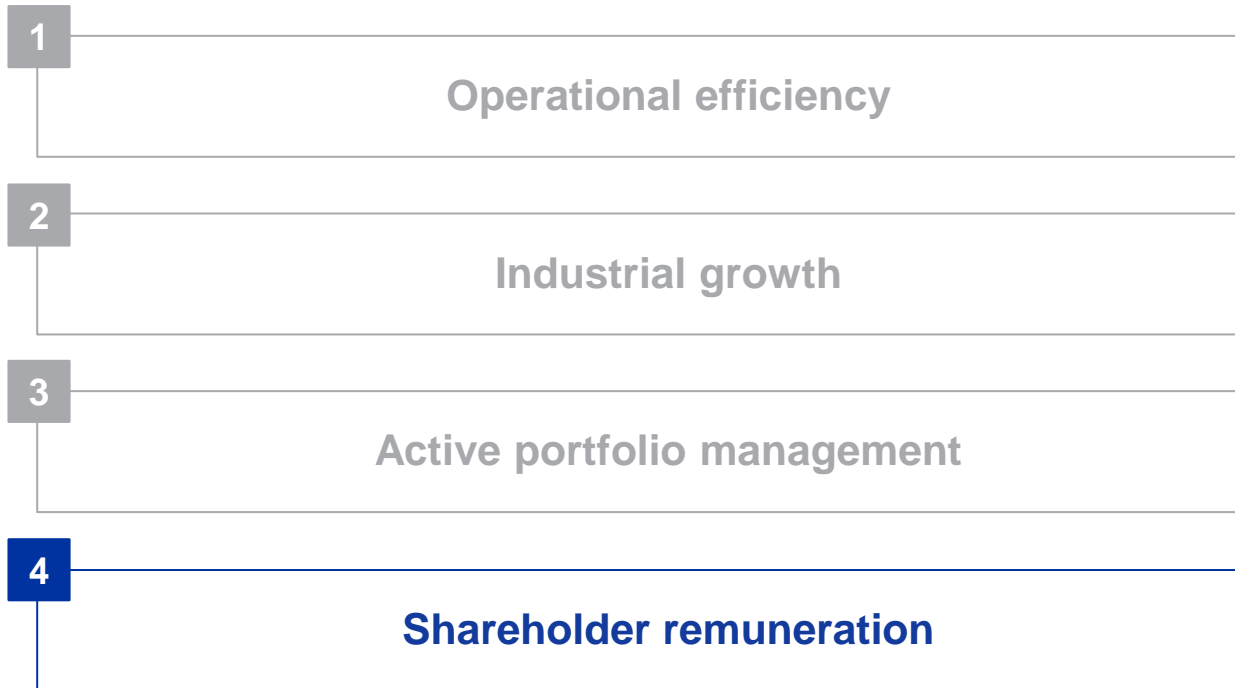 1
Operational efficiency
2
Industrial growth
3
Active portfolio management
4
Shareholder remuneration